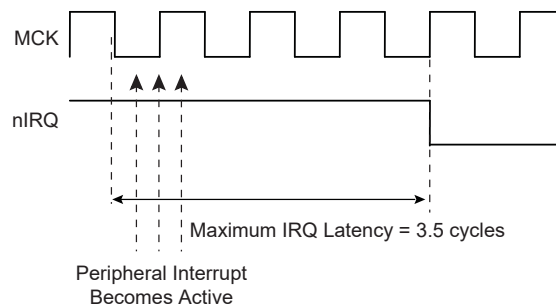 MCK
nIRQ
Maximum IRQ Latency = 3.5 cycles
Peripheral Interrupt
Becomes Active